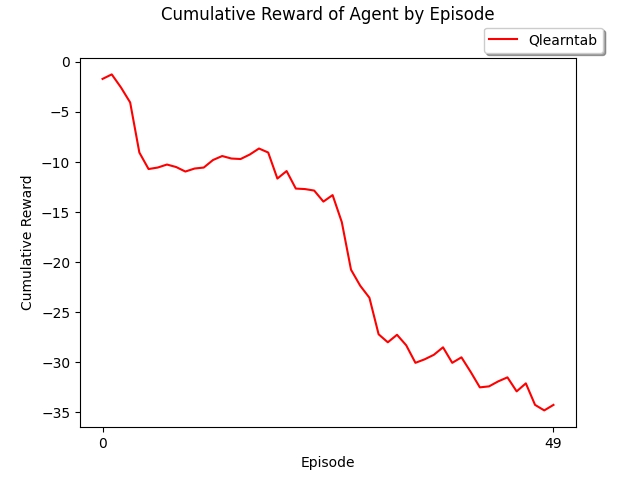 Cumulative Reward of Agent by Episode
Qlearntab
0
−5
−10
−15
−20
−25
−30
−35
Cumulative Reward
0 49
Episode